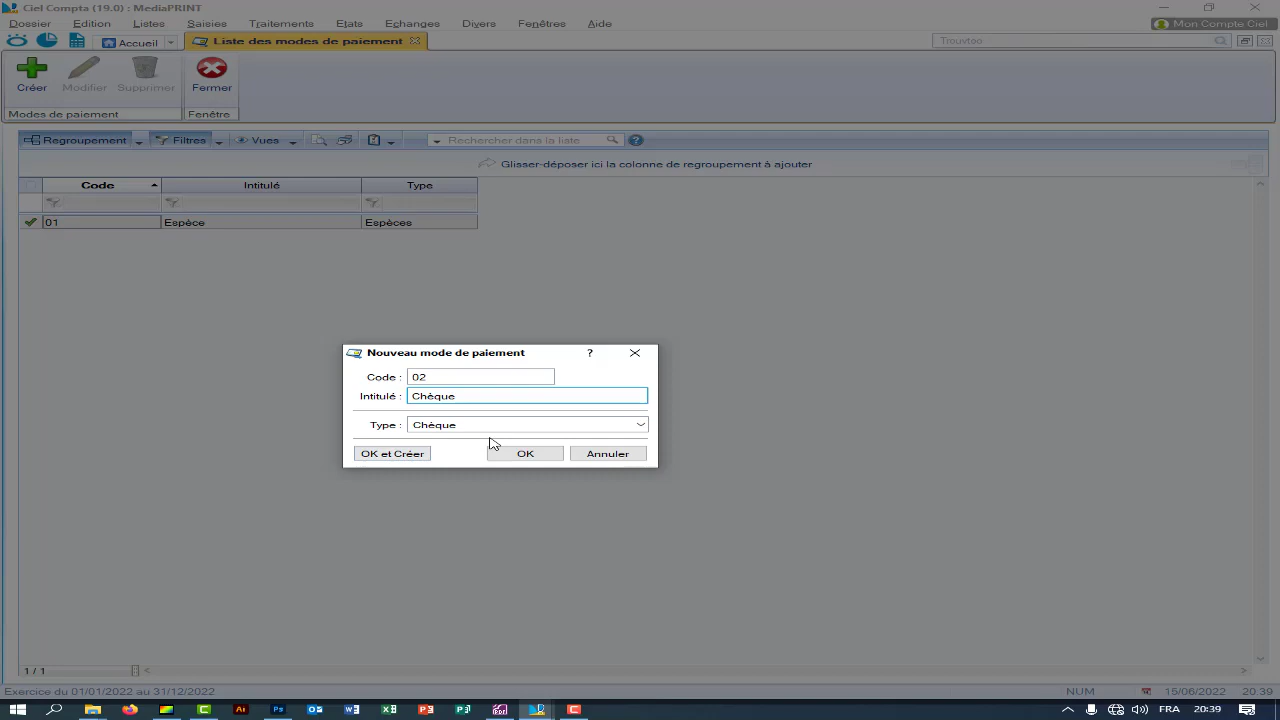 Ciel Compta (19.0) : MediaPRINT
Dossier Edition Listes Saisies Traitements Etats Echanges Divers Fenêtres Aide
Mon Compte Ciel
Accueil Liste des modes de paiement
Créer Modifier Supprimer Fermer
Modes de paiement Fenêtre
Regroupement Filtres Vues Rechercher dans la liste
Glisser-déposer ici la colonne de regroupement à ajouter
Code Intitulé Type
01 Espèce Espèces
Nouveau mode de paiement ?
Code : 02
Intitulé : Chèque
Type : Chèque
OK et Créer OK Annuler
1 / 1
Exercice du 01/01/2022 au 31/12/2022 NUM 15/06/2022 20:39
FRA 20:39